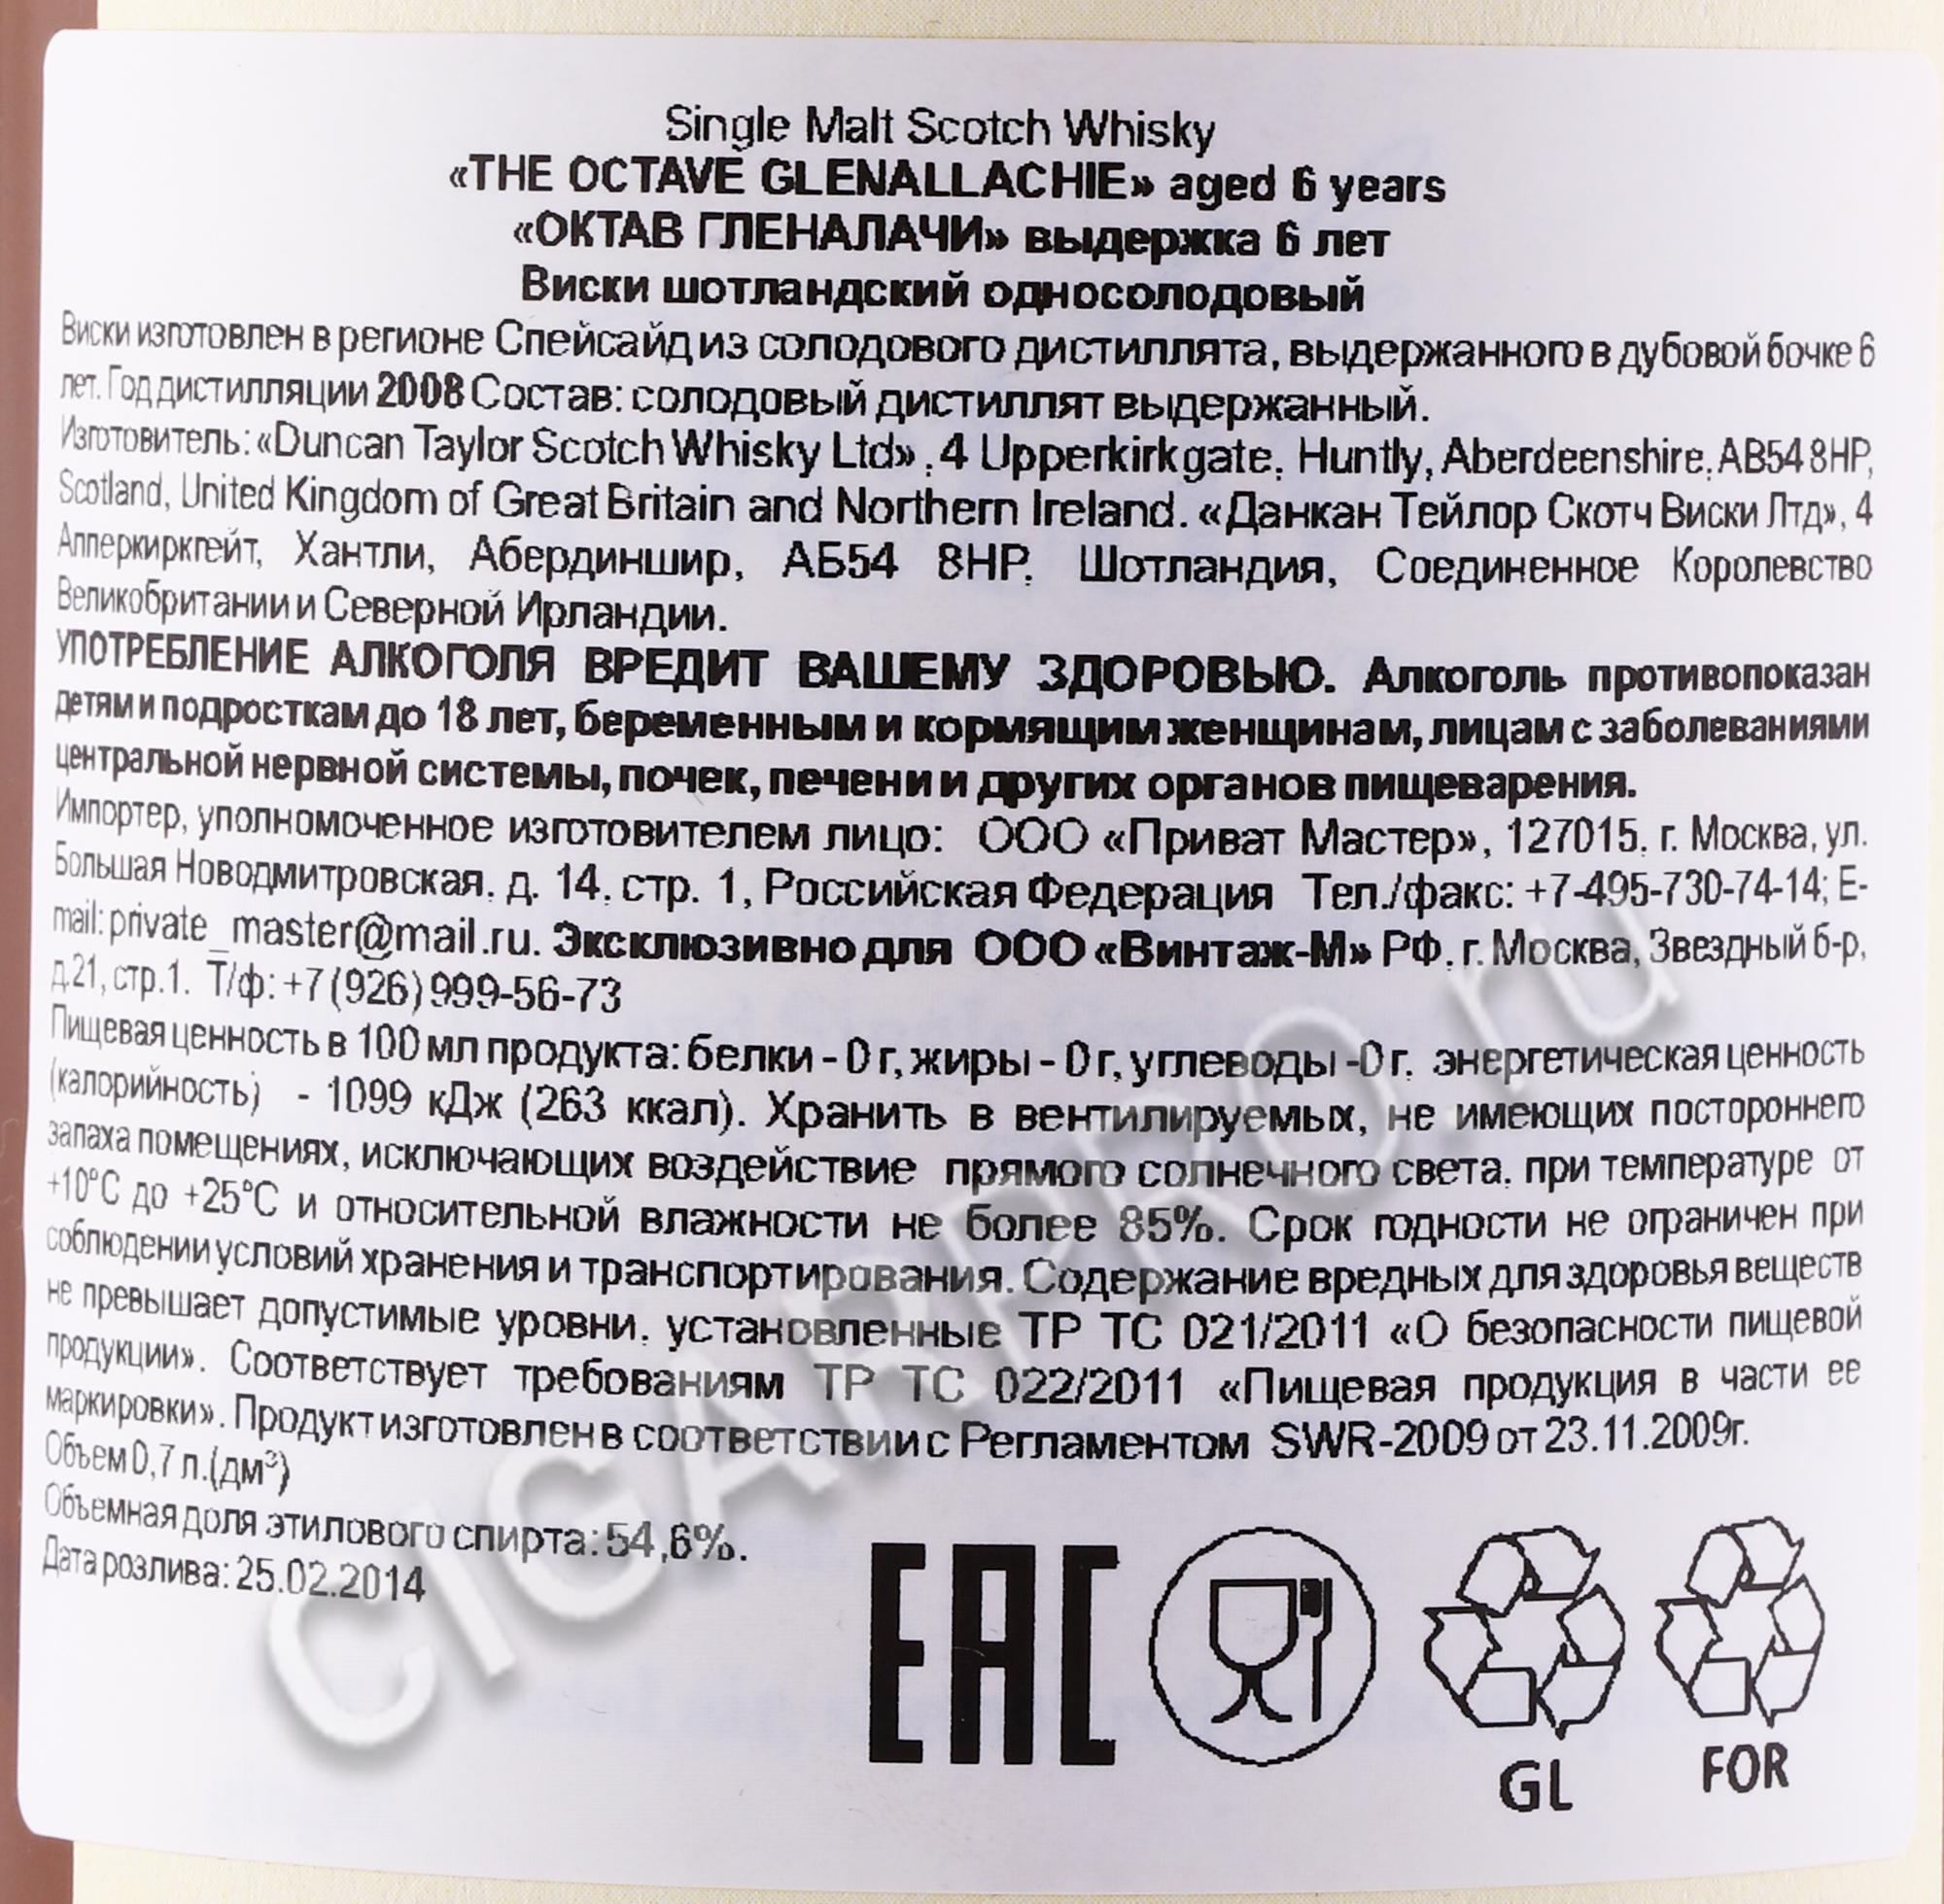 Single Malt Scotch Whisky
«THE OCTAVE GLENALLACHIE» aged 6 years
«ОКТАВ ГЛЕНАЛАЧИ» выдержка 6 лет
Виски шотландский односолодовый
Виски изготовлен в регионе Спейсайд из солодового дистиллята, выдержанного в дубовой бочке 6
лет. Год дистилляции 2008 Состав: солодовый дистиллят выдержанный.
Изготовитель: «Duncan Taylor Scotch Whisky Ltd», 4 Upperkirkgate, Huntly, Aberdeenshire, AB54 8HP,
Scotland, United Kingdom of Great Britain and Northern Ireland. «Данкан Тейлор Скотч Виски Лтд», 4
Апперкиркгейт, Хантли, Абердиншир, АБ54 8НР, Шотландия, Соединенное Королевство
Великобритании и Северной Ирландии.
УПОТРЕБЛЕНИЕ АЛКОГОЛЯ ВРЕДИТ ВАШЕМУ ЗДОРОВЬЮ. Алкоголь противопоказан
детям и подросткам до 18 лет, беременным и кормящим женщинам, лицам с заболеваниями
центральной нервной системы, почек, печени и других органов пищеварения.
Импортер, уполномоченное изготовителем лицо: ООО «Приват Мастер», 127015, г. Москва, ул.
Большая Новодмитровская, д. 14, стр. 1, Российская Федерация Тел./факс: +7-495-730-74-14; E-
mail: private_master@mail.ru. Эксклюзивно для ООО «Винтаж-М» РФ, г. Москва, Звездный б-р,
д.21, стр.1. Т/ф: +7 (926) 999-56-73
Пищевая ценность в 100 мл продукта: белки - 0 г, жиры - 0 г, углеводы -0 г, энергетическая ценность
(калорийность) - 1099 кДж (263 ккал). Хранить в вентилируемых, не имеющих постороннего
запаха помещениях, исключающих воздействие прямого солнечного света, при температуре от
+10°С до +25°С и относительной влажности не более 85%. Срок годности не ограничен при
соблюдении условий хранения и транспортирования. Содержание вредных для здоровья веществ
не превышает допустимые уровни, установленные ТР ТС 021/2011 «О безопасности пищевой
продукции». Соответствует требованиям ТР ТС 022/2011 «Пищевая продукция в части ее
маркировки». Продукт изготовлен в соответствии с Регламентом SWR-2009 от 23.11.2009г.
Объем 0,7 л.(дм³)
Объемная доля этилового спирта: 54,6%.
Дата розлива: 25.02.2014
EAC
GL
FOR
CIGARPRO.ru